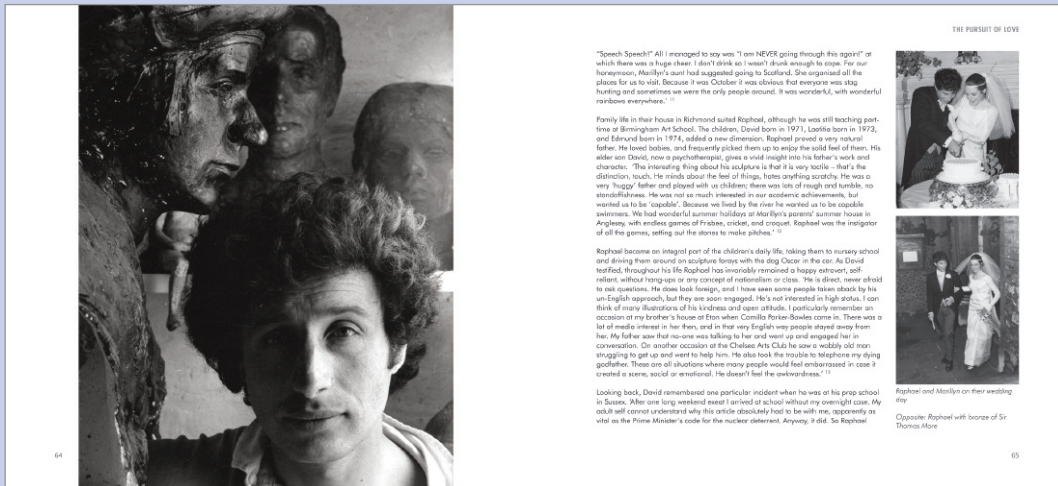 THE PURSUIT OF LOVE
"Speech Speech!" All I managed to say was "I am NEVER going through this again!" at
which there was a huge cheer. I don't drink so I wasn't drunk enough to cope. For our
honeymoon, Marillyn's aunt had suggested going to Scotland. She organised all the
places for us to visit. Because it was October it was obvious that everyone was stag
hunting and sometimes we were the only people around. It was wonderful, with wonderful
rainbows everywhere.' 11
Family life in their house in Richmond suited Raphael, although he was still teaching part-
time at Birmingham Art School. The children, David born in 1971, Laetitia born in 1973,
and Edmund born in 1974, added a new dimension. Raphael proved a very natural
father. He loved babies, and frequently picked them up to enjoy the solid feel of them. His
elder son David, now a psychotherapist, gives a vivid insight into his father's work and
character. 'The interesting thing about his sculpture is that it is very tactile – that's the
distinction, touch. He minds about the feel of things, hates anything scratchy. He was a
very 'huggy' father and played with us children; there was lots of rough and tumble, no
standoffishness. He was not so much interested in our academic achievements, but
wanted us to be 'capable'. Because we lived by the river he wanted us to be capable
swimmers. We had wonderful summer holidays at Marillyn's parents' summer house in
Anglesey, with endless games of Frisbee, cricket, and croquet. Raphael was the instigator
of all the games, setting out the stones to make pitches.' 12
Raphael became an integral part of the children's daily life, taking them to nursery school
and driving them around on sculpture forays with the dog Oscar in the car. As David
testified, throughout his life Raphael has invariably remained a happy extrovert, self-
reliant, without hang-ups or any concept of nationalism or class. 'He is direct, never afraid
to ask questions. He does look foreign, and I have seen some people taken aback by his
un-English approach, but they are soon engaged. He's not interested in high status. I can
think of many illustrations of his kindness and open attitude. I particularly remember an
occasion at my brother's house at Eton when Camilla Parker-Bowles came in. There was a
lot of media interest in her then, and in that very English way people stayed away from
her. My father saw that no-one was talking to her and went up and engaged her in
conversation. On another occasion at the Chelsea Arts Club he saw a wobbly old man
struggling to get up and went to help him. He also took the trouble to telephone my dying
godfather. These are all situations where many people would feel embarrassed in case it
created a scene, social or emotional. He doesn't feel the awkwardness.' 13
Looking back, David remembered one particular incident when he was at his prep school
in Sussex. 'After one long weekend exeat I arrived at school without my overnight case. My
adult self cannot understand why this article absolutely had to be with me, apparently as
vital as the Prime Minister's code for the nuclear deterrent. Anyway, it did. So Raphael
Raphael and Marillyn on their wedding
day
Opposite: Raphael with bronze of Sir
Thomas More
64
65